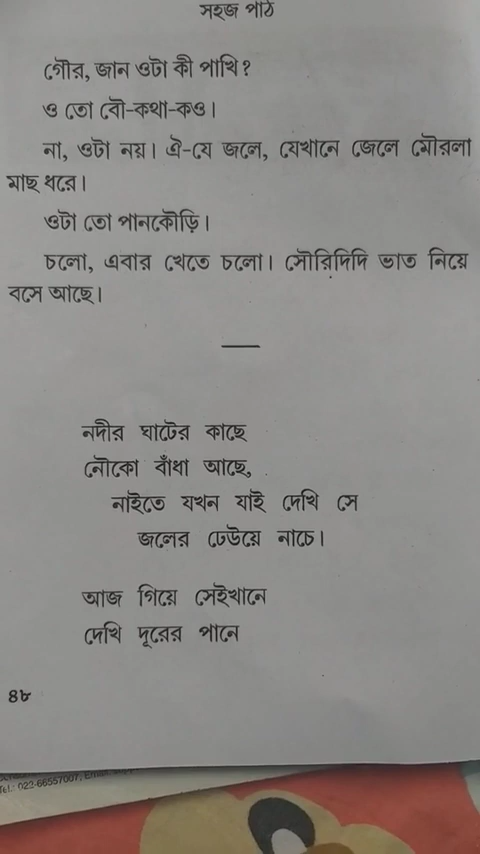 সহজ পাঠ
গৌর, জান ওটা কী পাখি?
ও তো বৌ-কথা-কও।
না, ওটা নয়। ঐ-যে জলে, যেখানে জেলে মৌরলা
মাছ ধরে।
ওটা তো পানকৌড়ি।
চলো, এবার খেতে চলো। সৌরিদিদি ভাত নিয়ে
বসে আছে।
নদীর ঘাটের কাছে
নৌকো বাঁধা আছে,
নাইতে যখন যাই দেখি সে
জলের ঢেউয়ে নাচে।
আজ গিয়ে সেইখানে
দেখি দূরের পানে
৪৮
Tel.: 022-66557007, Email